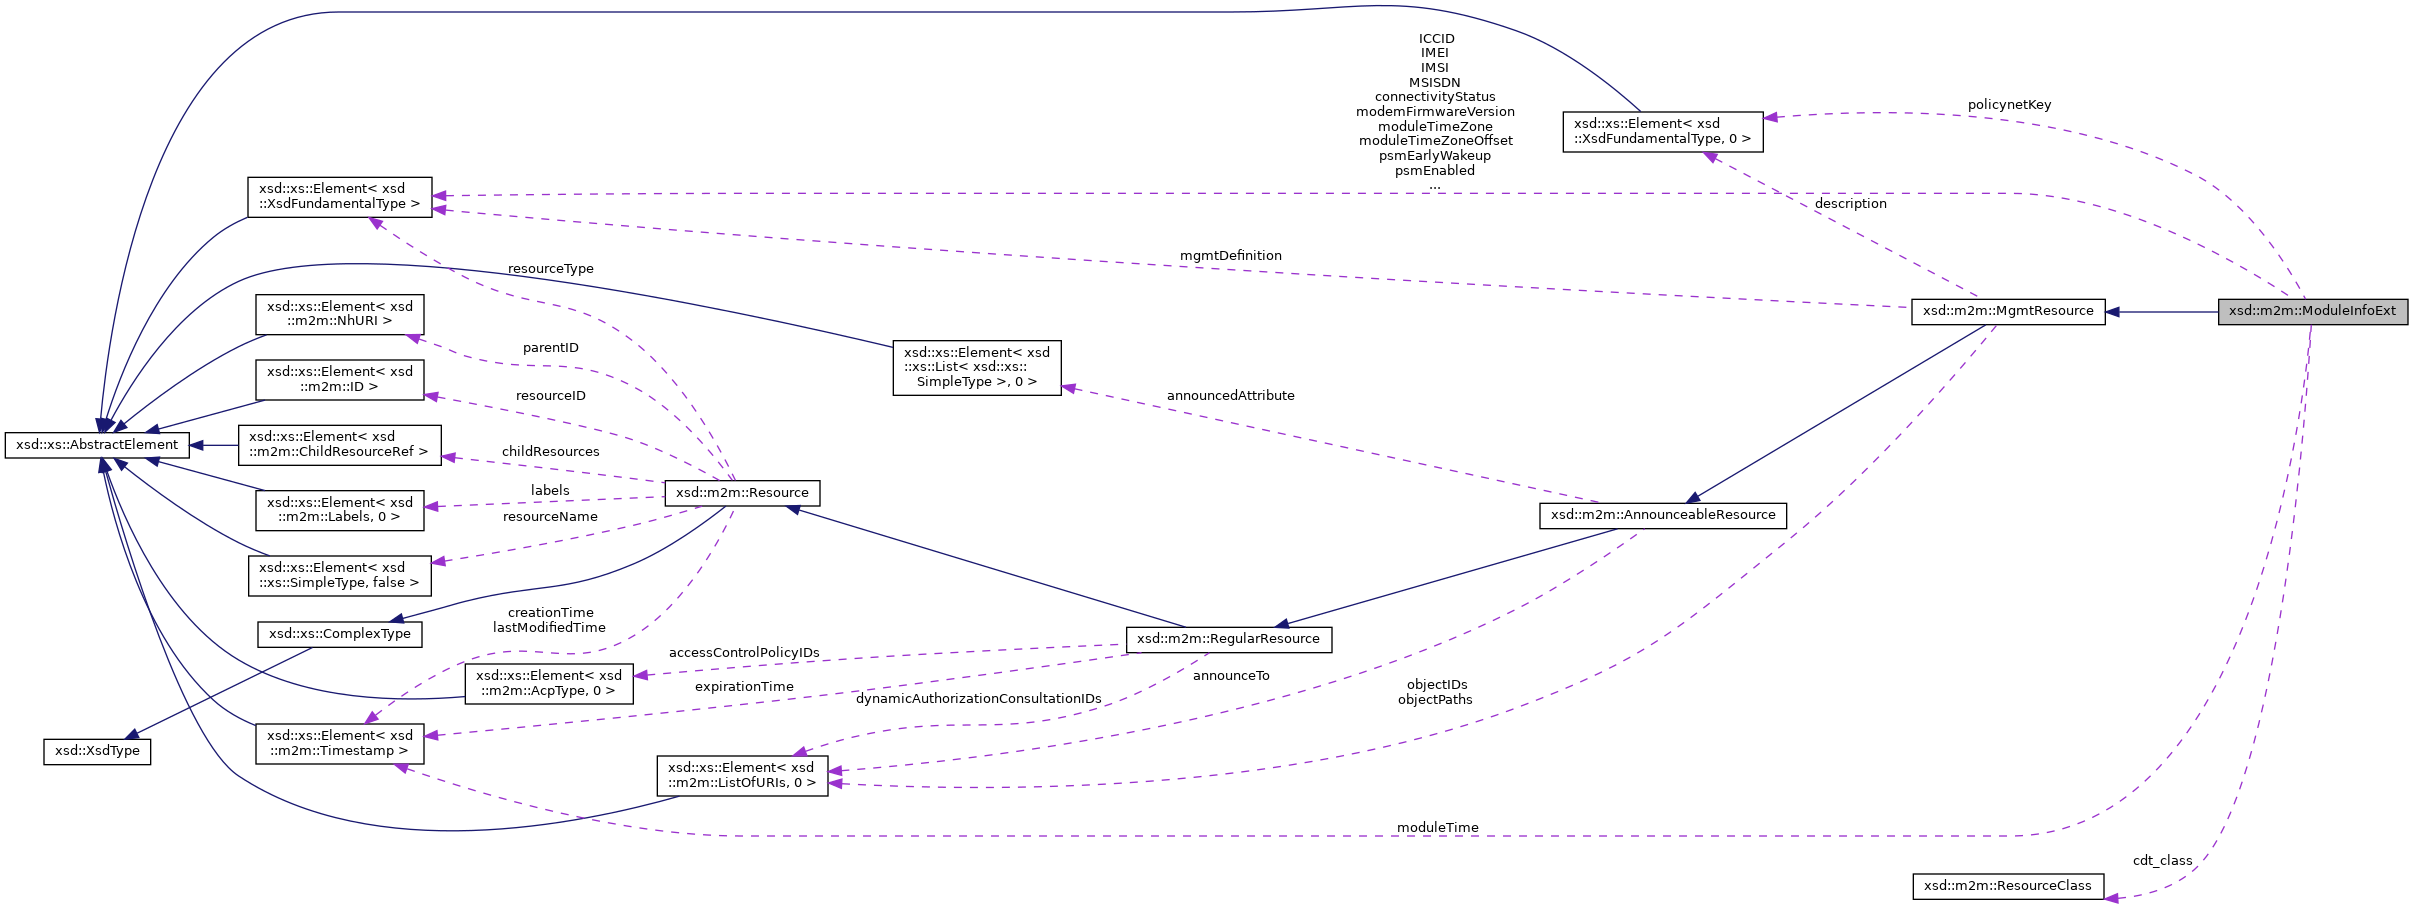 ICCID
IMEI
IMSI
MSISDN
connectivityStatus
modemFirmwareVersion
moduleTimeZone
moduleTimeZoneOffset
psmEarlyWakeup
psmEnabled
...
policynetKey
xsd::xs::Element< xsd
::XsdFundamentalType, 0 >
xsd::xs::Element< xsd
::XsdFundamentalType >
description
mgmtDefinition
resourceType
xsd::xs::Element< xsd
::m2m::NhURI >
xsd::m2m::MgmtResource
xsd::m2m::ModuleInfoExt
parentID
xsd::xs::Element< xsd
::xs::List< xsd::xs::
SimpleType >, 0 >
xsd::xs::Element< xsd
::m2m::ID >
resourceID
announcedAttribute
xsd::xs::AbstractElement
xsd::xs::Element< xsd
::m2m::ChildResourceRef >
childResources
labels
xsd::m2m::Resource
xsd::xs::Element< xsd
::m2m::Labels, 0 >
resourceName
xsd::m2m::AnnounceableResource
xsd::xs::Element< xsd
::xs::SimpleType, false >
creationTime
lastModifiedTime
xsd::xs::ComplexType
xsd::m2m::RegularResource
accessControlPolicyIDs
xsd::xs::Element< xsd
::m2m::AcpType, 0 >
expirationTime
announceTo
dynamicAuthorizationConsultationIDs
objectIDs
objectPaths
xsd::xs::Element< xsd
::m2m::Timestamp >
xsd::XsdType
xsd::xs::Element< xsd
::m2m::ListOfURIs, 0 >
moduleTime
cdt_class
xsd::m2m::ResourceClass